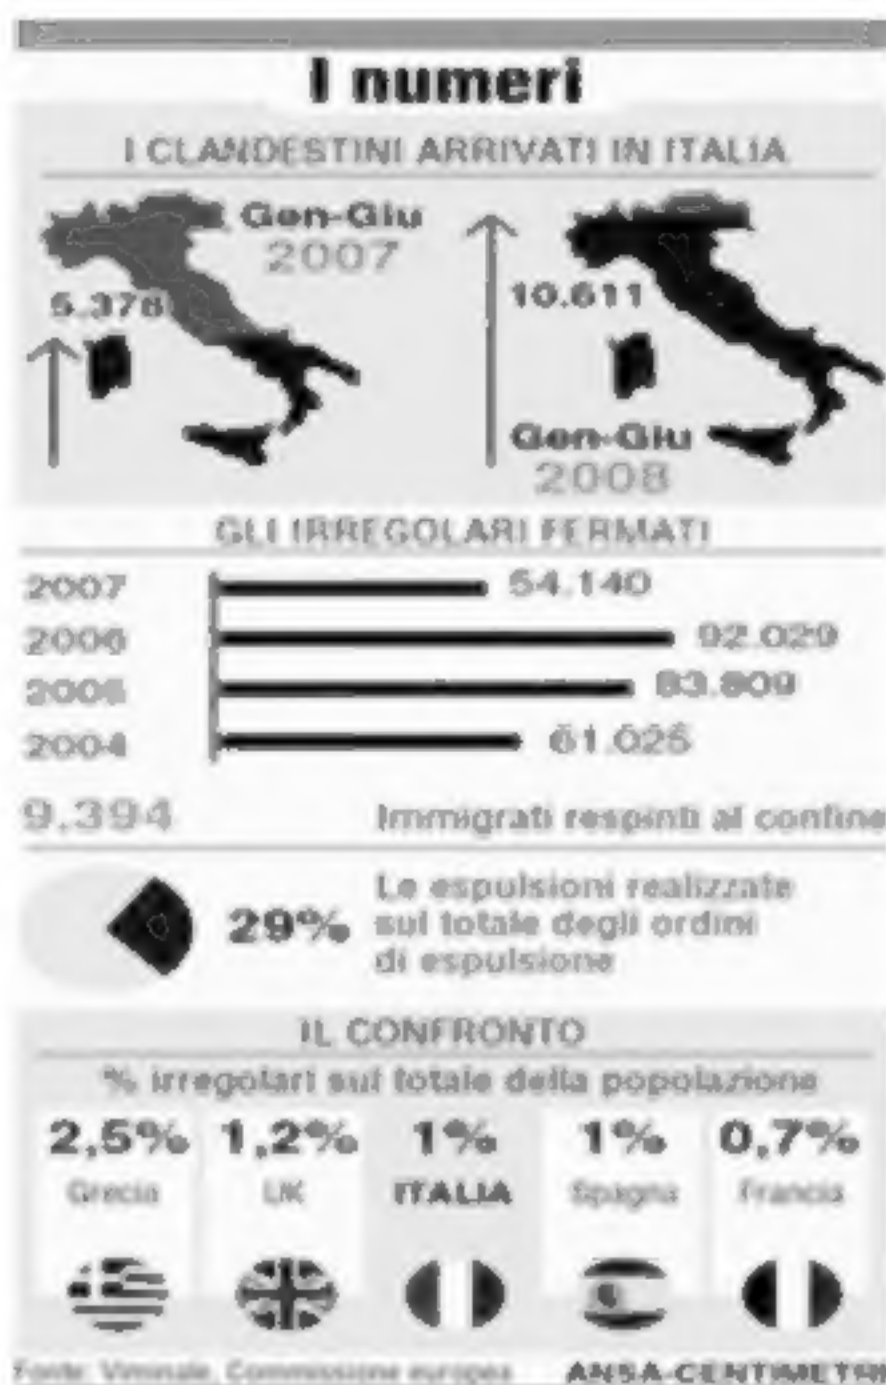 I numeri
I CLANDESTINI ARRIVATI IN ITALIA
Gen-Giu
2007
5.378
10.611
Gen-Giu
2008
GLI IRREGOLARI FERMATI
2007 54.140
2006 92.029
2005 83.809
2004 61.025
9.394 Immigrati respinti al confine
29% Le espulsioni realizzate
sul totale degli ordini
di espulsione
IL CONFRONTO
% irregolari sul totale della popolazione
2,5% 1,2% 1% 1% 0,7%
Grecia UK ITALIA Spagna Francia
Fonte: Viminale, Commissione europea ANSA-CENTIMETRI